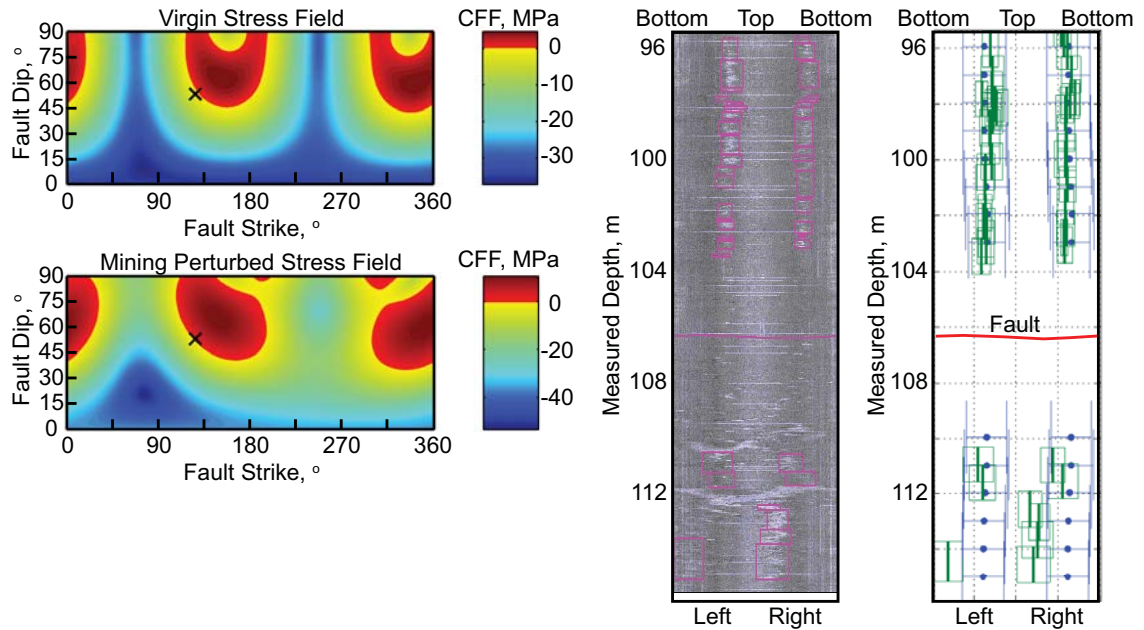 Virgin Stress Field
CFF, MPa
90
75
60
45
30
15
0
Fault Dip, o
0
90
180
270
360
Fault Strike, o
0
-10
-20
-30
Mining Perturbed Stress Field
CFF, MPa
90
75
60
45
30
15
0
Fault Dip, o
0
90
180
270
360
Fault Strike, o
0
-20
-40
Bottom Top Bottom
96
100
104
108
112
Measured Depth, m
Left Right
Bottom Top Bottom
96
100
104
108
112
Measured Depth, m
Fault
Left Right